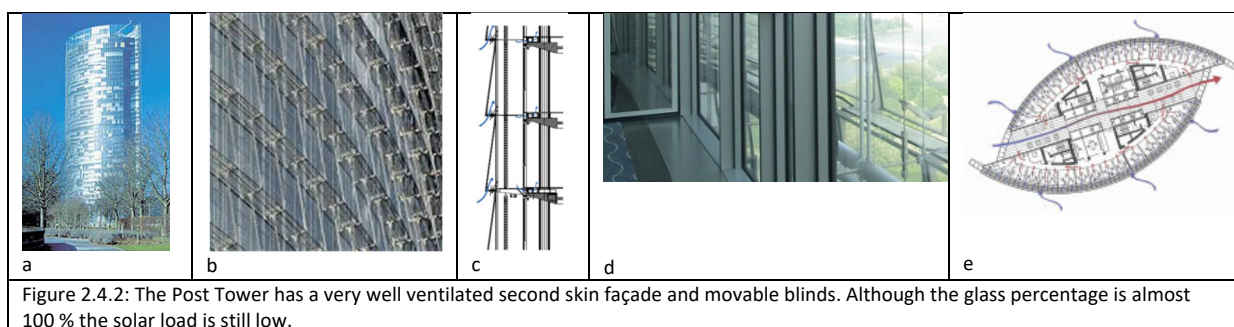 a b c d e
Figure 2.4.2: The Post Tower has a very well ventilated second skin façade and movable blinds. Although the glass percentage is almost
100 % the solar load is still low.